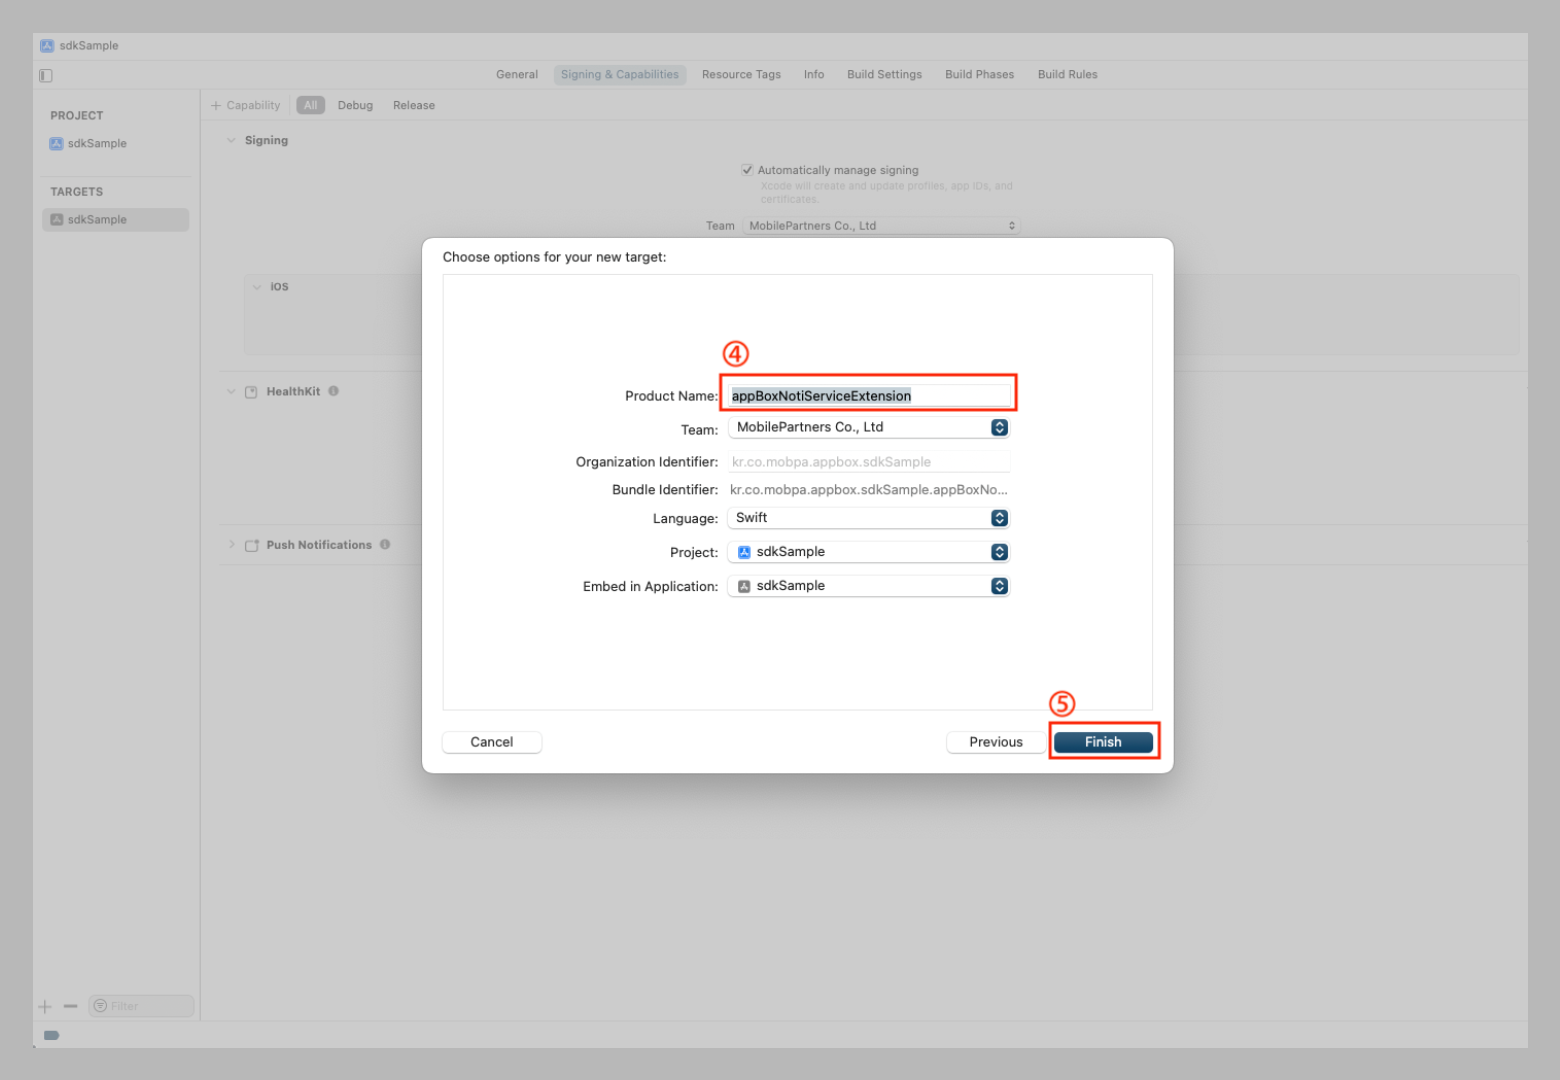 sdkSample
General Signing & Capabilities Resource Tags Info Build Settings Build Phases Build Rules
PROJECT
sdkSample
TARGETS
sdkSample
+ Capability All Debug Release
Signing
Automatically manage signing
Xcode will create and update profiles, app IDs, and
certificates.
Team MobilePartners Co., Ltd
iOS
HealthKit
Push Notifications
Choose options for your new target:
④
Product Name: appBoxNotiServiceExtension
Team: MobilePartners Co., Ltd
Organization Identifier: kr.co.mobpa.appbox.sdkSample
Bundle Identifier: kr.co.mobpa.appbox.sdkSample.appBoxNo...
Language: Swift
Project: sdkSample
Embed in Application: sdkSample
⑤
Cancel Previous Finish
Filter